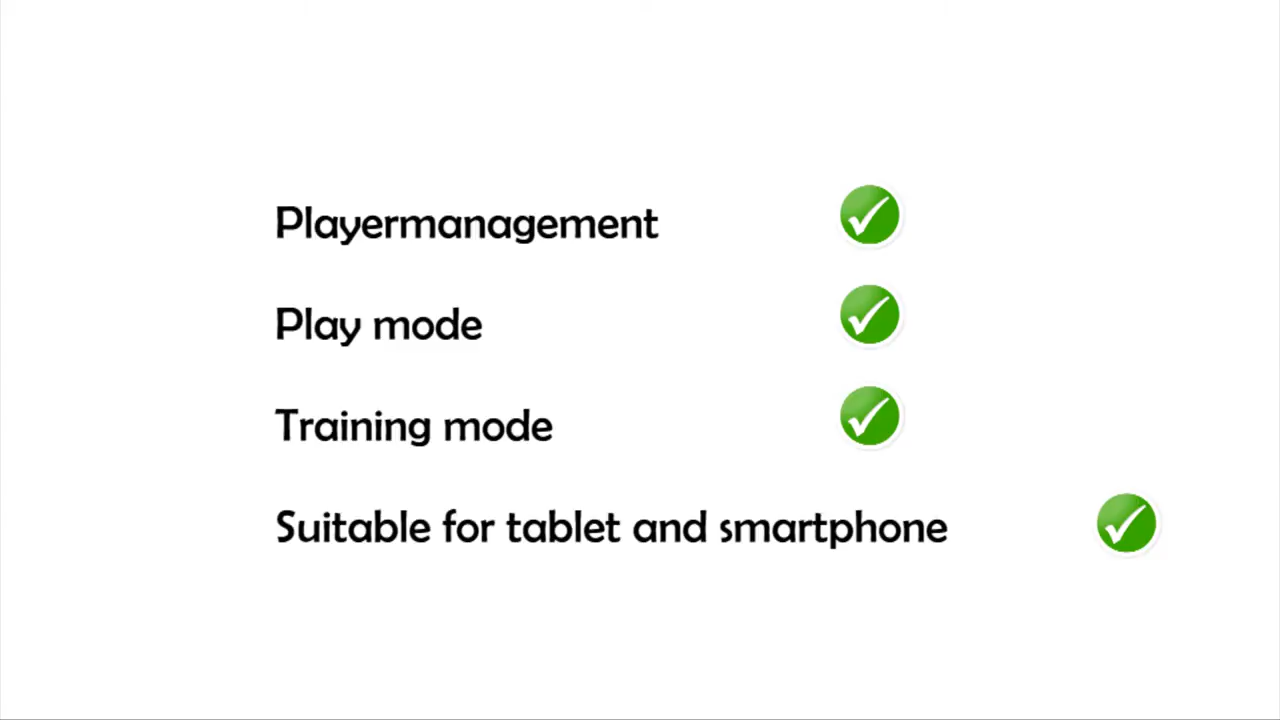 Playermanagement
Play mode
Training mode
Suitable for tablet and smartphone